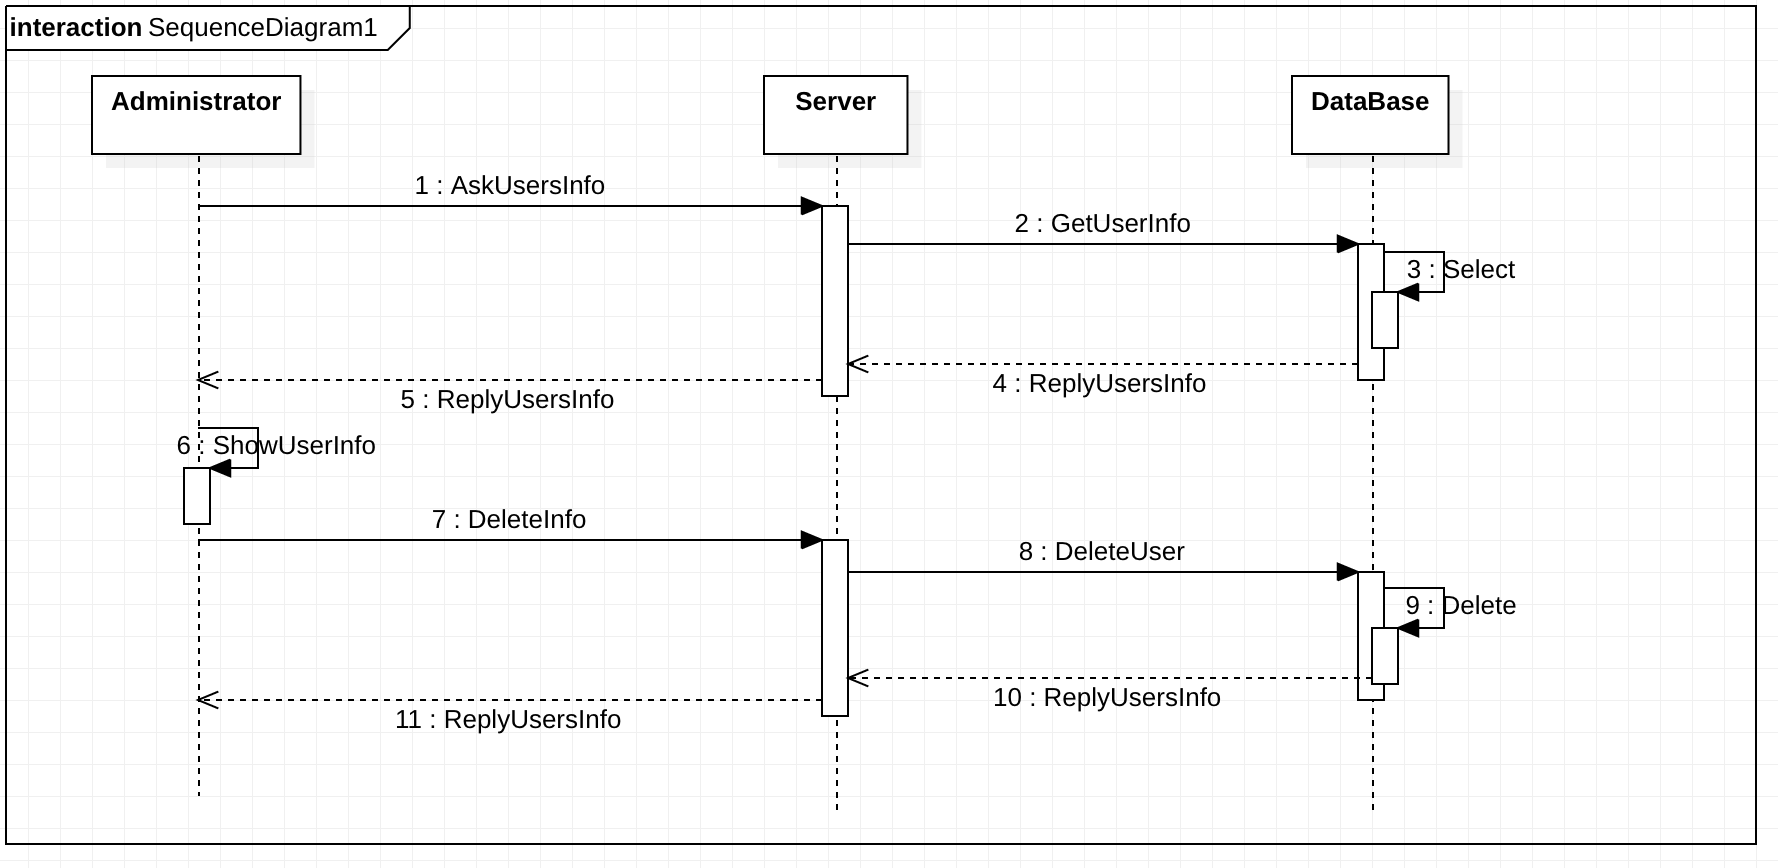 interaction SequenceDiagram1
Administrator
Server
DataBase
1 : AskUsersInfo
2 : GetUserInfo
3 : Select
4 : ReplyUsersInfo
5 : ReplyUsersInfo
6 : ShowUserInfo
7 : DeleteInfo
8 : DeleteUser
9 : Delete
10 : ReplyUsersInfo
11 : ReplyUsersInfo